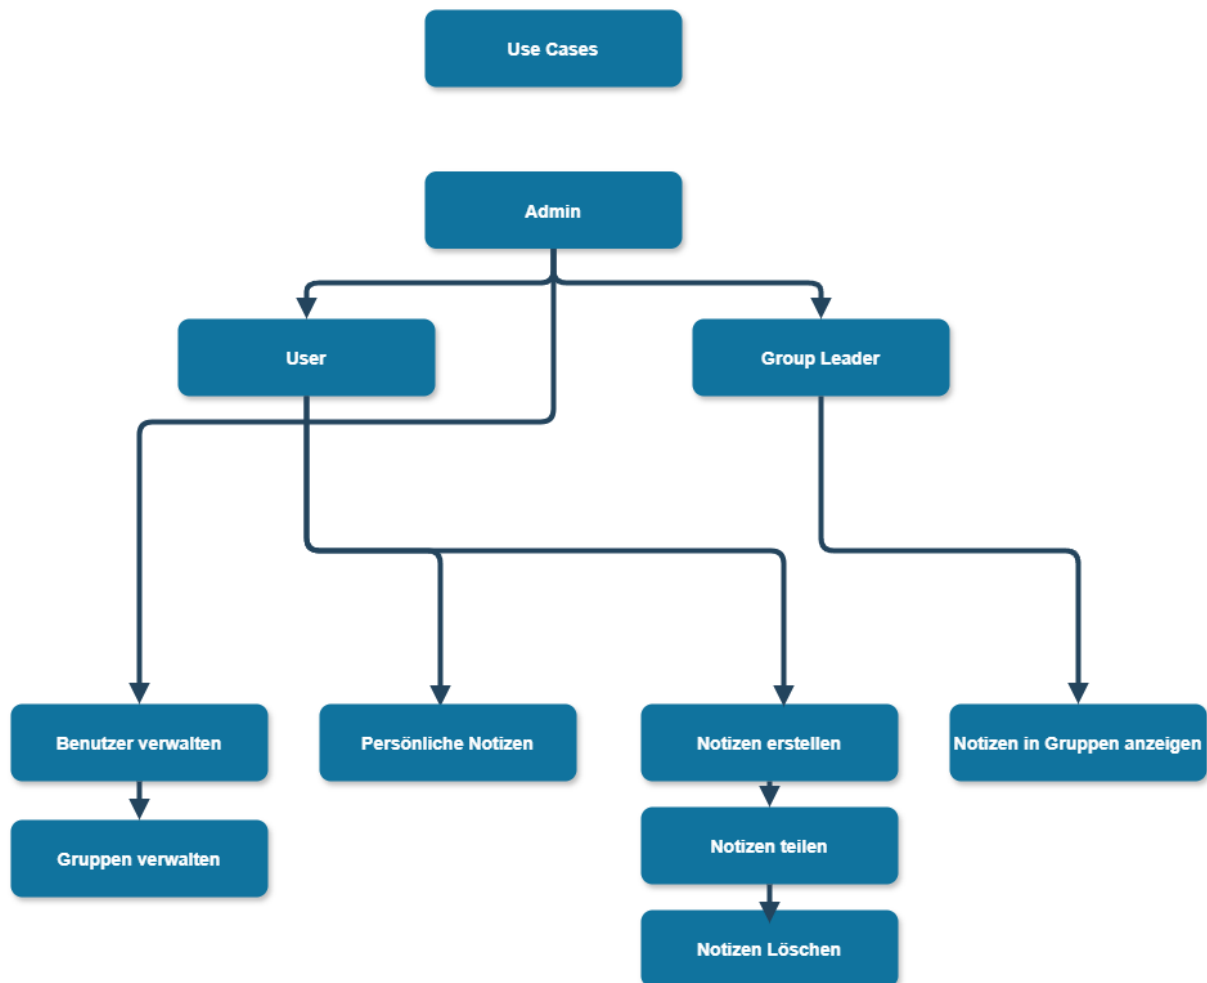 Use Cases
Admin
User
Group Leader
Benutzer verwalten
Persönliche Notizen
Notizen erstellen
Notizen in Gruppen anzeigen
Gruppen verwalten
Notizen teilen
Notizen Löschen